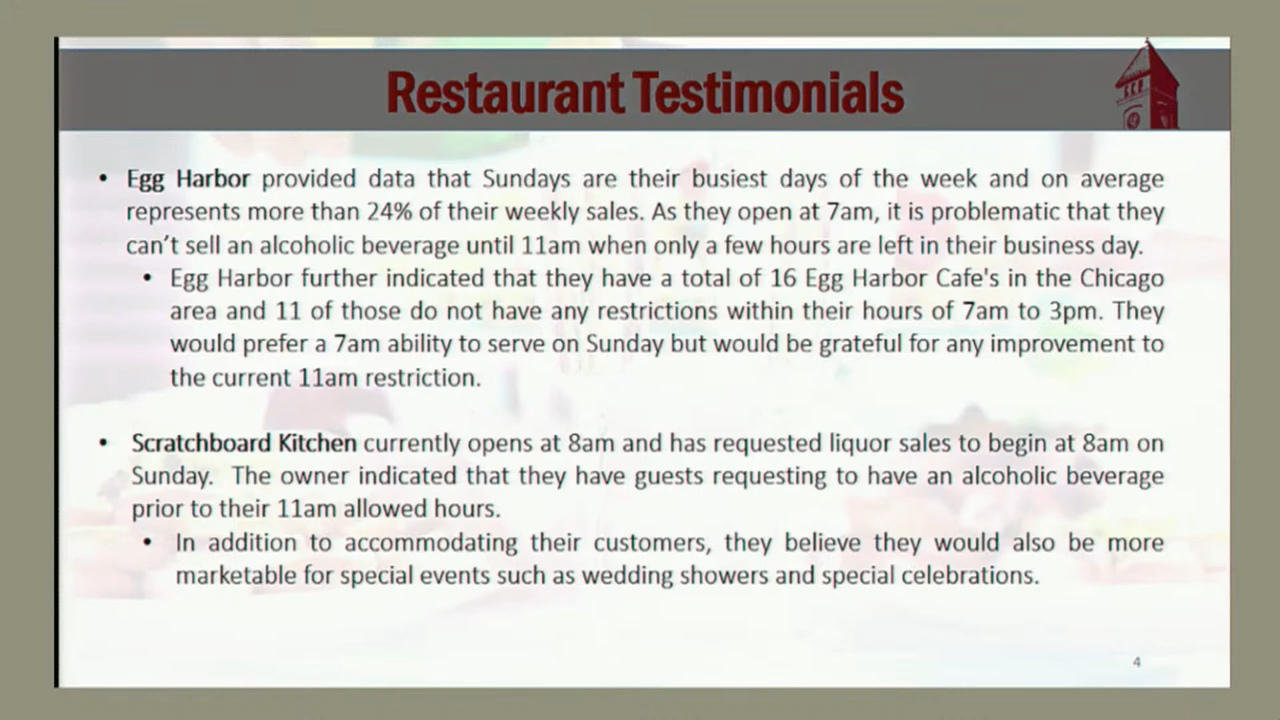 Restaurant Testimonials
• Egg Harbor provided data that Sundays are their busiest days of the week and on average
represents more than 24% of their weekly sales. As they open at 7am, it is problematic that they
can't sell an alcoholic beverage until 11am when only a few hours are left in their business day.
• Egg Harbor further indicated that they have a total of 16 Egg Harbor Cafe's in the Chicago
area and 11 of those do not have any restrictions within their hours of 7am to 3pm. They
would prefer a 7am ability to serve on Sunday but would be grateful for any improvement to
the current 11am restriction.
• Scratchboard Kitchen currently opens at 8am and has requested liquor sales to begin at 8am on
Sunday. The owner indicated that they have guests requesting to have an alcoholic beverage
prior to their 11am allowed hours.
• In addition to accommodating their customers, they believe they would also be more
marketable for special events such as wedding showers and special celebrations.
4